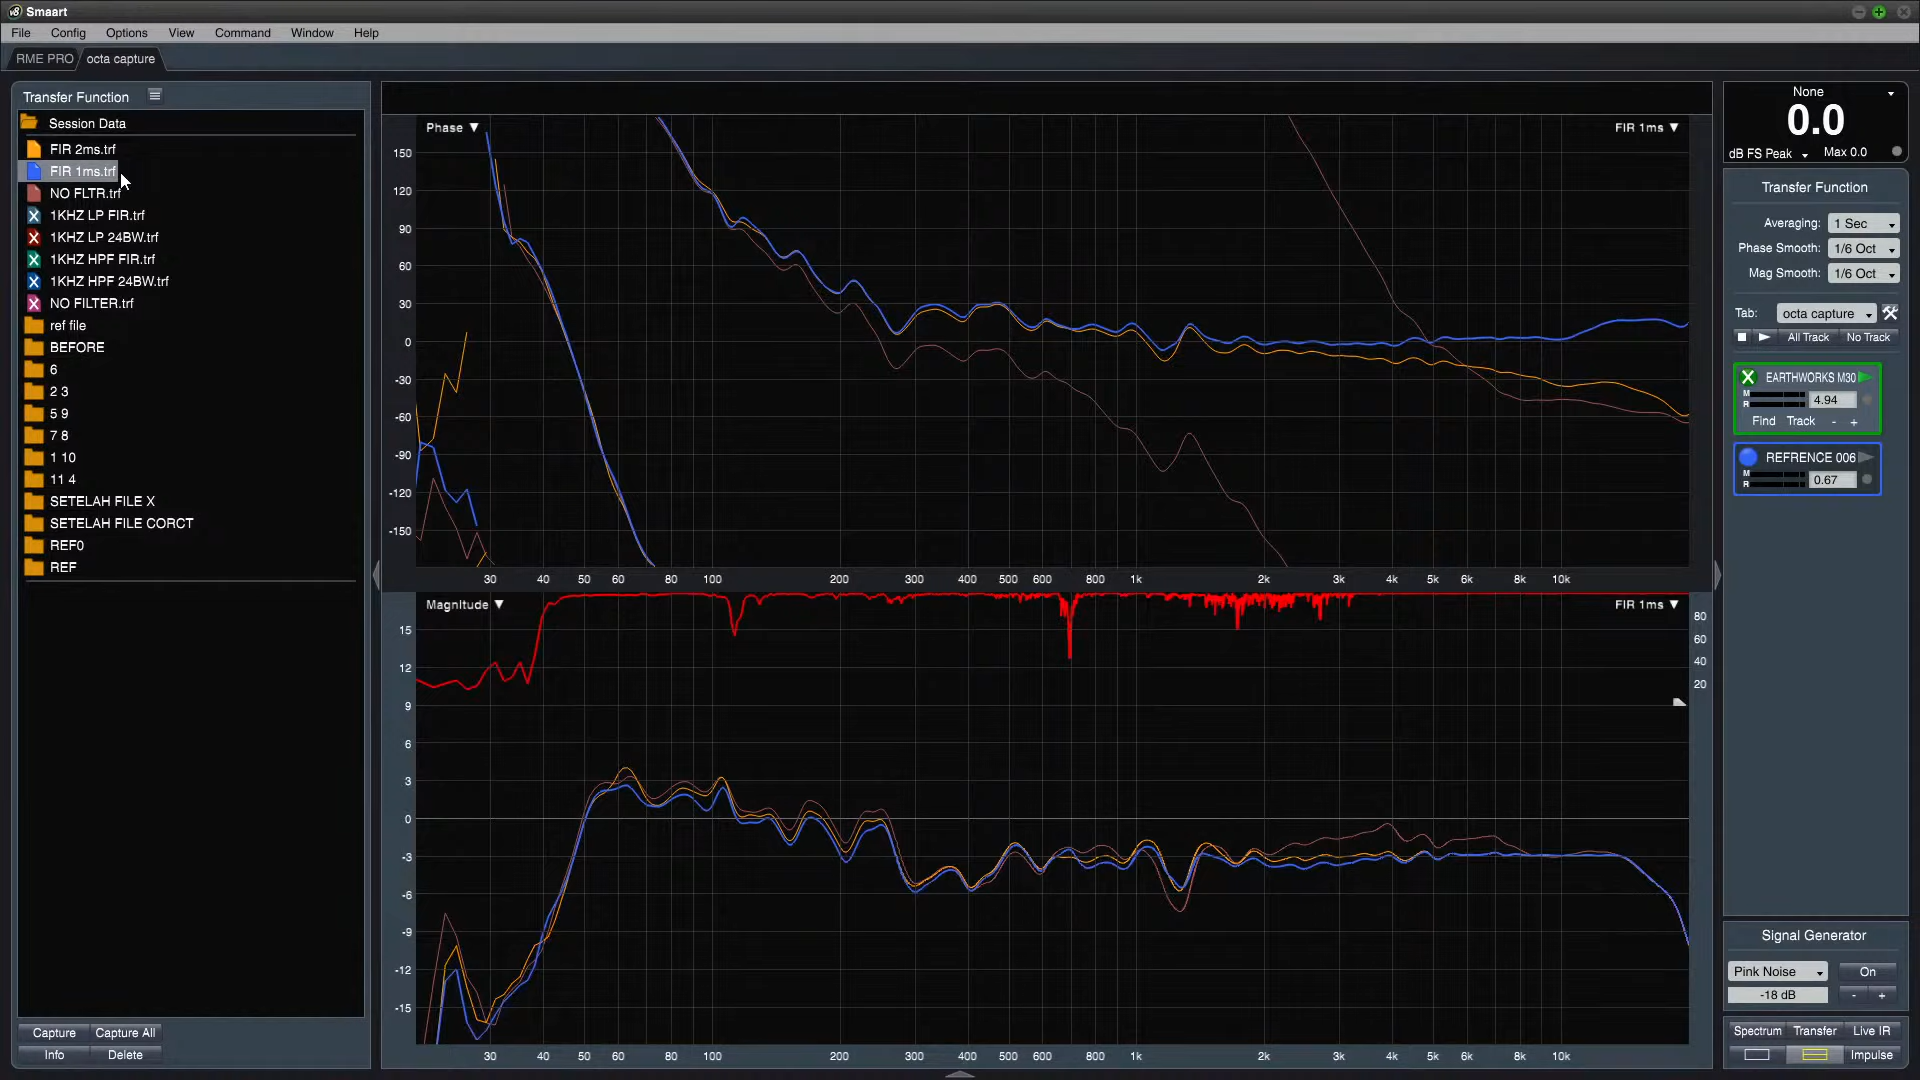 Smaart
File Config Options View Command Window Help
RME PRO octa capture
Transfer Function
Session Data
FIR 2ms.trf
FIR 1ms.trf
NO FLTR.trf
1KHZ LP FIR.trf
1KHZ LP 24BW.trf
1KHZ HPF FIR.trf
1KHZ HPF 24BW.trf
NO FILTER.trf
ref file
BEFORE
6
2 3
5 9
7 8
1 10
11 4
SETELAH FILE X
SETELAH FILE CORCT
REF0
REF
Capture Capture All
Info Delete
Phase ▼ FIR 1ms ▼
150
120
90
60
30
0
-30
-60
-90
-120
-150
30 40 50 60 80 100 200 300 400 500 600 800 1k 2k 3k 4k 5k 6k 8k 10k
Magnitude ▼ FIR 1ms ▼
15
12
9
6
3
0
-3
-6
-9
-12
-15
80
60
40
20
30 40 50 60 80 100 200 300 400 500 600 800 1k 2k 3k 4k 5k 6k 8k 10k
None
0.0
dB FS Peak Max 0.0
Transfer Function
Averaging: 1 Sec
Phase Smooth: 1/6 Oct
Mag Smooth: 1/6 Oct
Tab: octa capture
All Track No Track
EARTHWORKS M30
M
R 4.94
Find Track - +
REFRENCE 006
M
R 0.67
Signal Generator
Pink Noise On
-18 dB - +
Spectrum Transfer Live IR
Impulse